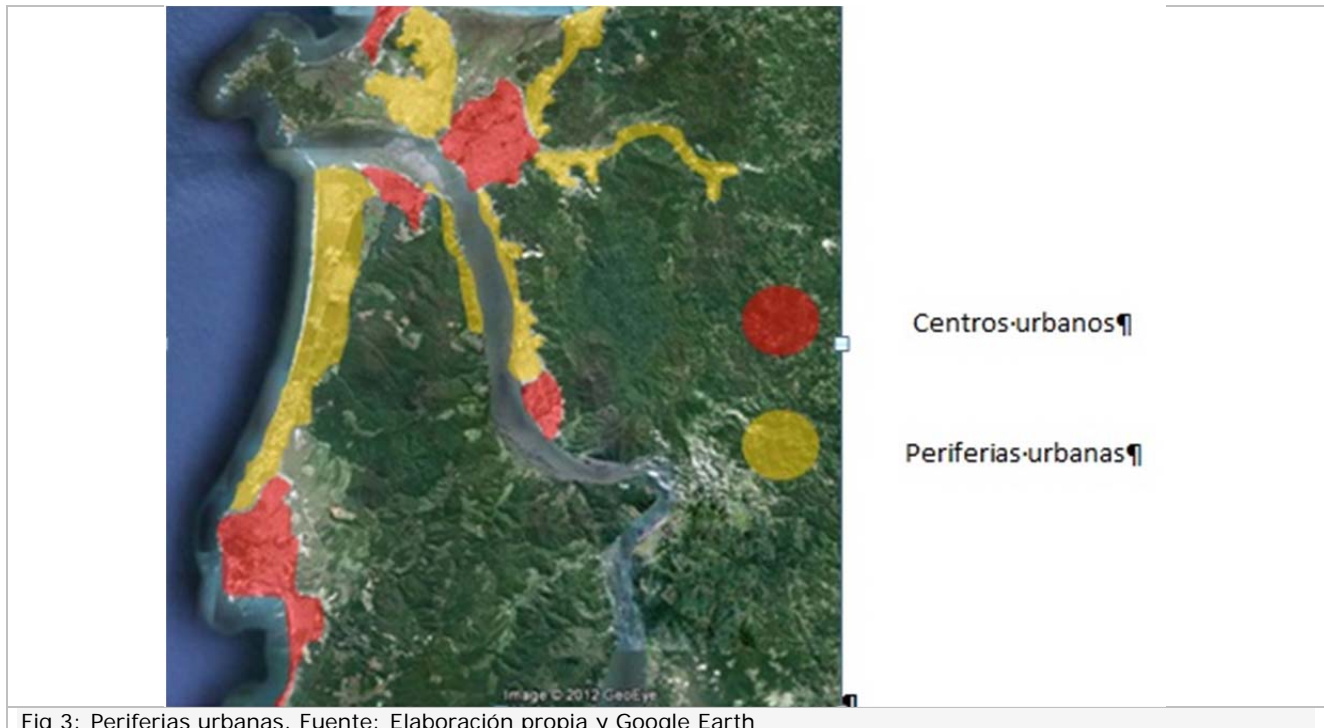 Centros·urbanos¶
Periferias·urbanas¶
Image © 2012 GeoEye
¶
Fig 3: Periferias urbanas. Fuente: Elaboración propia y Google Earth